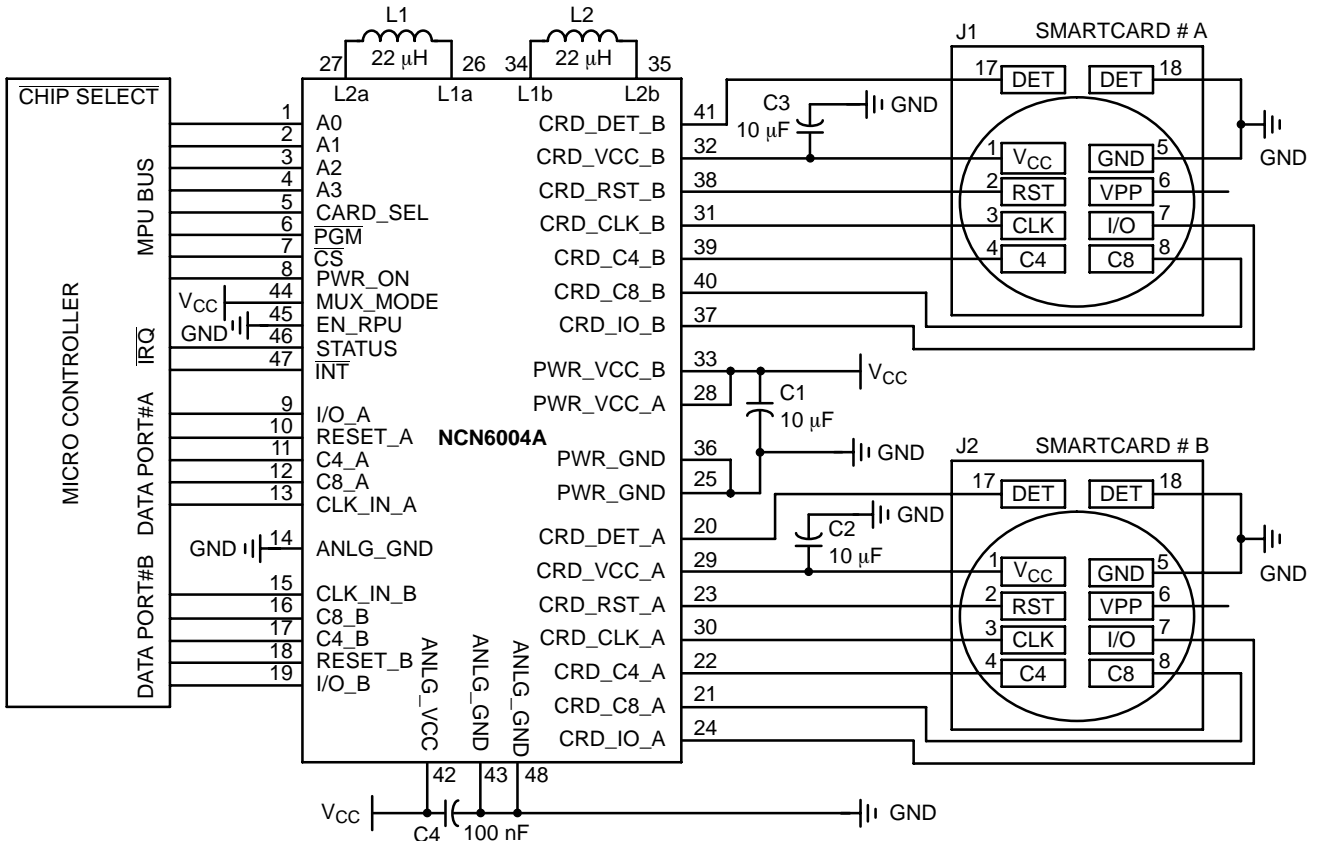 L1
22 μH
27
26
L2
22 μH
34
35
L2a
L1a
L1b
L2b
CHIP SELECT
MPU BUS
MICRO CONTROLLER
IRQ
DATA PORT#A
DATA PORT#B
1 A0
2 A1
3 A2
4 A3
5 CARD_SEL
6 PGM
7 CS
8 PWR_ON
VCC 44 MUX_MODE
GND 45 EN_RPU
46 STATUS
47 INT
9 I/O_A
10 RESET_A
11 C4_A
12 C8_A
13 CLK_IN_A
GND 14 ANLG_GND
15 CLK_IN_B
16 C8_B
17 C4_B
18 RESET_B
19 I/O_B
NCN6004A
CRD_DET_B 41
CRD_VCC_B 32
CRD_RST_B 38
CRD_CLK_B 31
CRD_C4_B 39
CRD_C8_B 40
CRD_IO_B 37
PWR_VCC_B 33
PWR_VCC_A 28
PWR_GND 36
PWR_GND 25
CRD_DET_A 20
CRD_VCC_A 29
CRD_RST_A 23
CRD_CLK_A 30
CRD_C4_A 22
CRD_C8_A 21
CRD_IO_A 24
ANLG_VCC
ANLG_GND
ANLG_GND
42
43
48
VCC
C4
100 nF
GND
C3
10 μF
GND
VCC
C1
10 μF
GND
C2
10 μF
GND
J1 SMARTCARD # A
17 DET DET 18
1 VCC GND 5
2 RST VPP 6
3 CLK I/O 7
4 C4 C8 8
GND
J2 SMARTCARD # B
17 DET DET 18
1 VCC GND 5
2 RST VPP 6
3 CLK I/O 7
4 C4 C8 8
GND